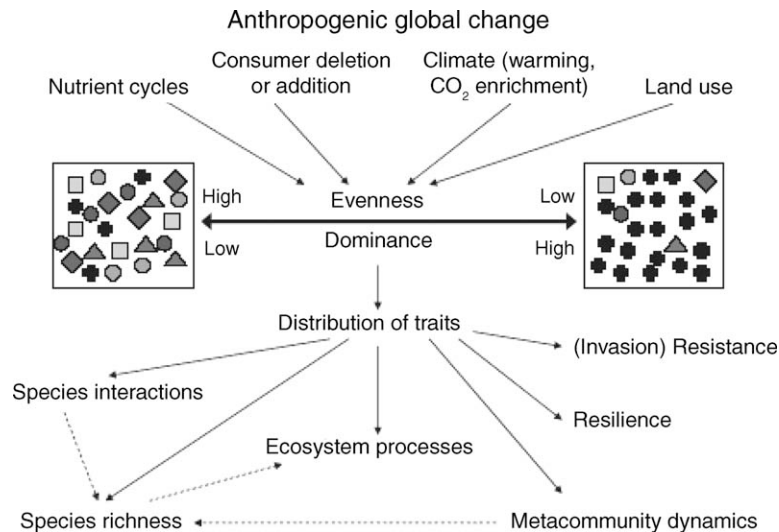 Anthropogenic global change
Nutrient cycles
Consumer deletion
or addition
Climate (warming,
CO₂ enrichment)
Land use
High
Evenness
Low
Low
Dominance
High
Distribution of traits
(Invasion) Resistance
Species interactions
Resilience
Ecosystem processes
Species richness
Metacommunity dynamics